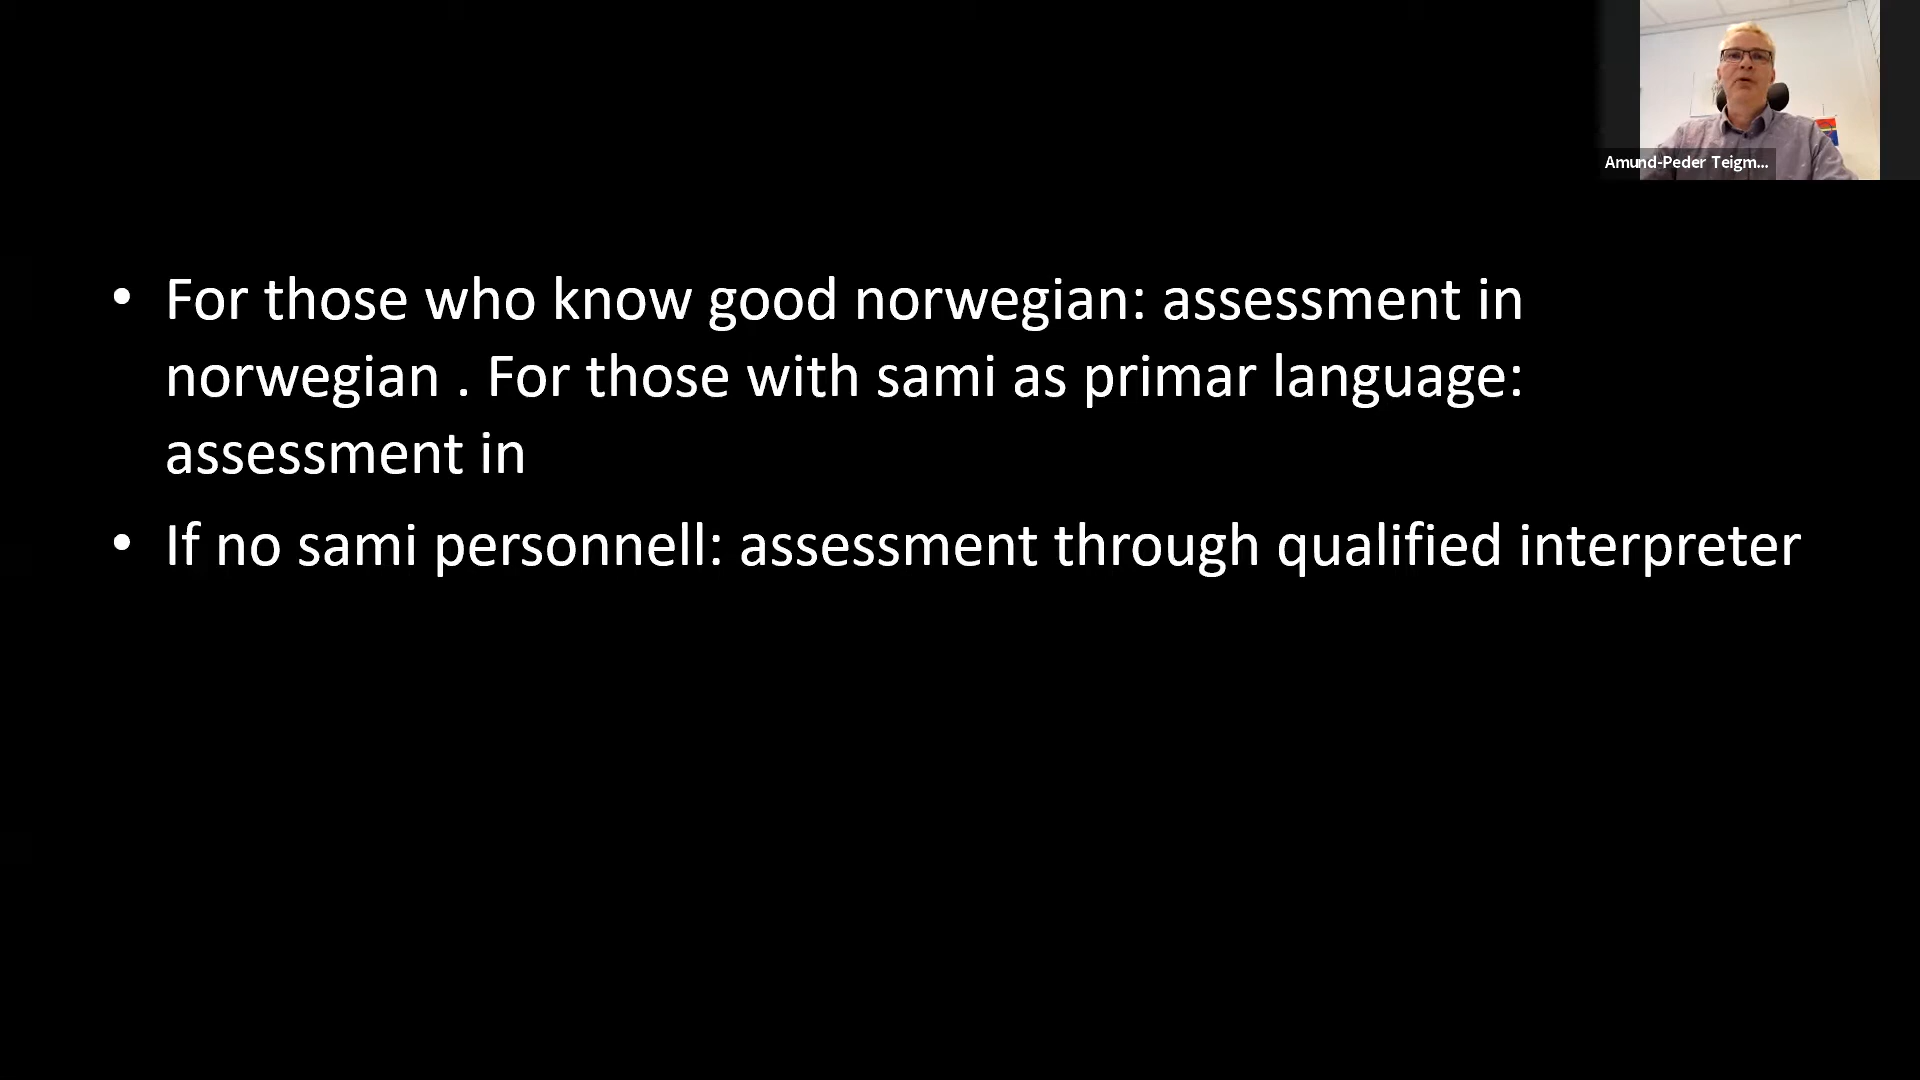 Amund-Peder Teigm...
• For those who know good norwegian: assessment in
norwegian . For those with sami as primar language:
assessment in
• If no sami personnell: assessment through qualified interpreter